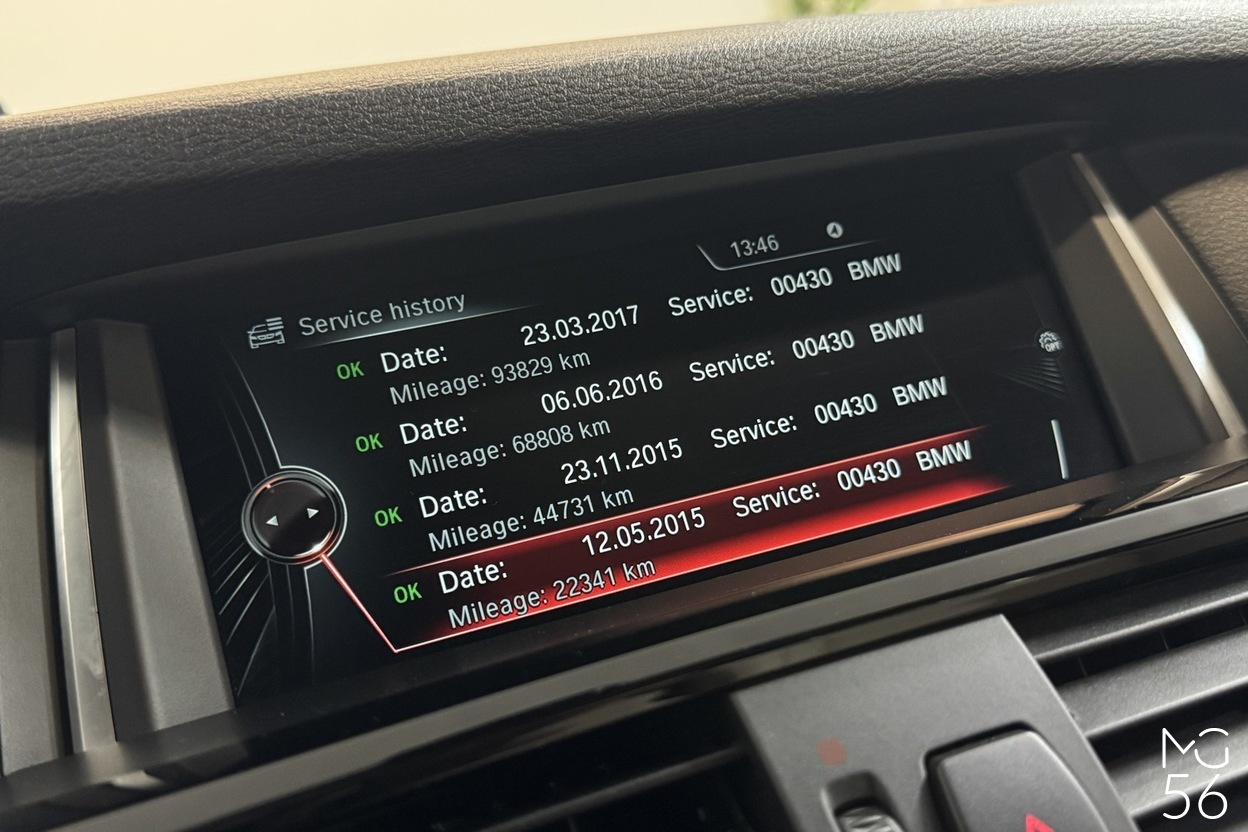 13:46
Service history
OK Date: 23.03.2017 Service: 00430 BMW
Mileage: 93829 km
OK Date: 06.06.2016 Service: 00430 BMW
Mileage: 68808 km
OK Date: 23.11.2015 Service: 00430 BMW
Mileage: 44731 km
OK Date: 12.05.2015 Service: 00430 BMW
Mileage: 22341 km
OPT
MG
56